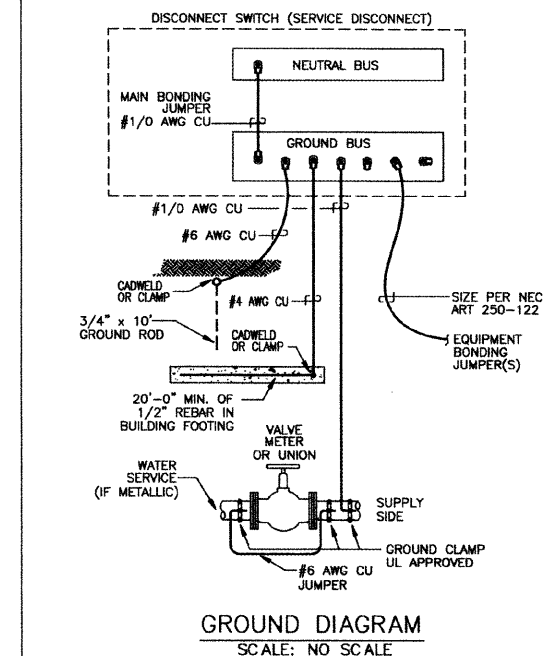 DISCONNECT SWITCH (SERVICE DISCONNECT)
NEUTRAL BUS
MAIN BONDING
JUMPER
#1/0 AWG CU
GROUND BUS
#1/0 AWG CU
#6 AWG CU
CADWELD
OR CLAMP
#4 AWG CU
3/4" x 10'
GROUND ROD
CADWELD
OR CLAMP
SIZE PER NEC
ART 250-122
EQUIPMENT
BONDING
JUMPER(S)
20'-0" MIN. OF
1/2" REBAR IN
BUILDING FOOTING
VALVE
METER
OR UNION
WATER
SERVICE
(IF METALLIC)
SUPPLY
SIDE
GROUND CLAMP
UL APPROVED
#6 AWG CU
JUMPER
GROUND DIAGRAM
SCALE: NO SCALE